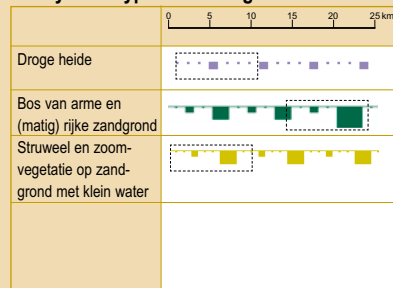 0 5 10 15 20 25 km
Droge heide
Bos van arme en
(matig) rijke zandgrond
Struweel en zoom-
vegetatie op zand-
grond met klein water